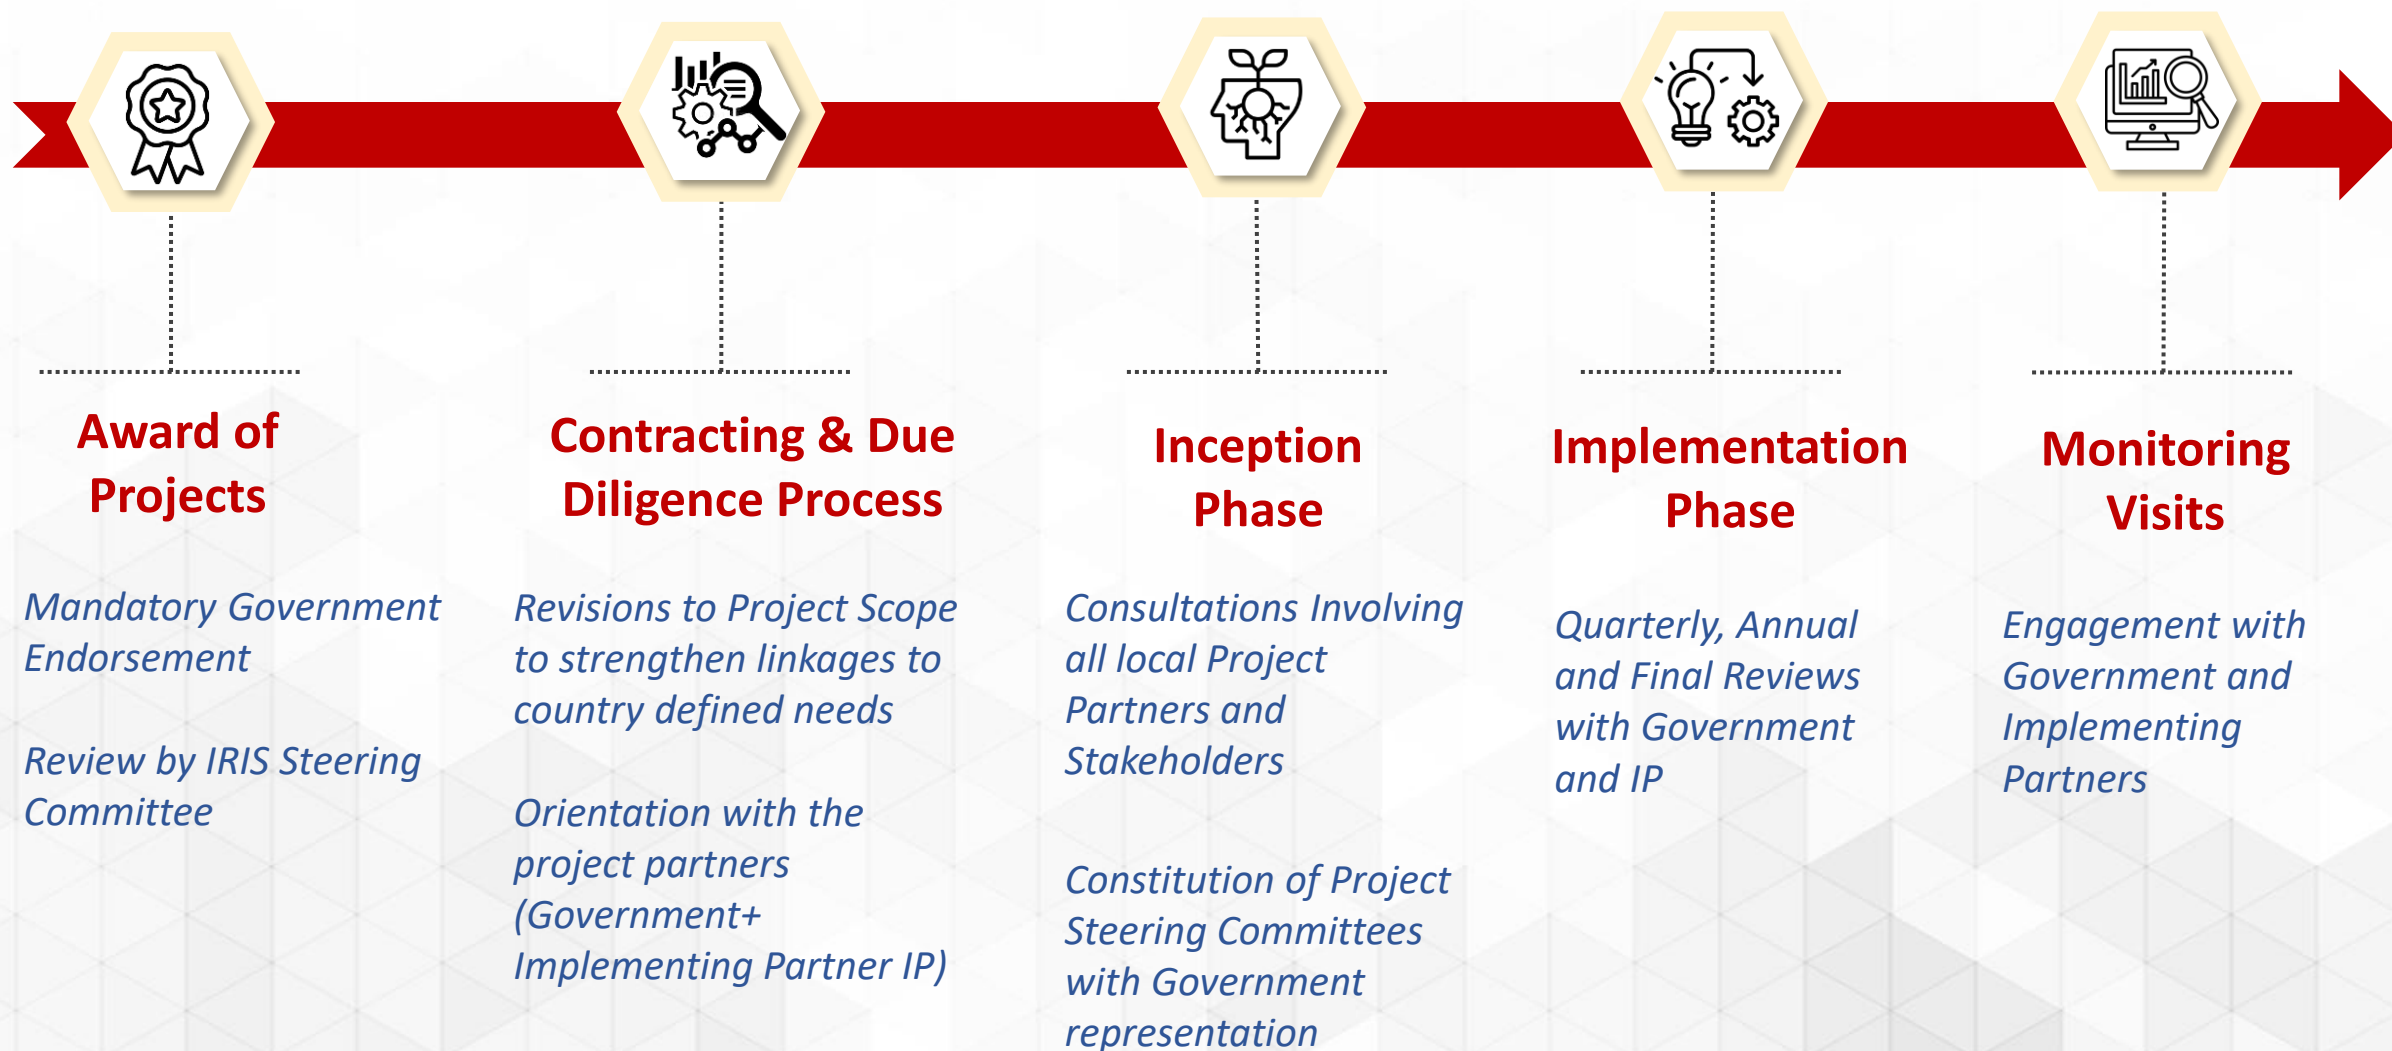 Award of
Projects
Mandatory Government
Endorsement
Review by IRIS Steering
Committee
Contracting & Due
Diligence Process
Revisions to Project Scope
to strengthen linkages to
country defined needs
Orientation with the
project partners
(Government+
Implementing Partner IP)
Inception
Phase
Consultations Involving
all local Project
Partners and
Stakeholders
Constitution of Project
Steering Committees
with Government
representation
Implementation
Phase
Quarterly, Annual
and Final Reviews
with Government
and IP
Monitoring
Visits
Engagement with
Government and
Implementing
Partners